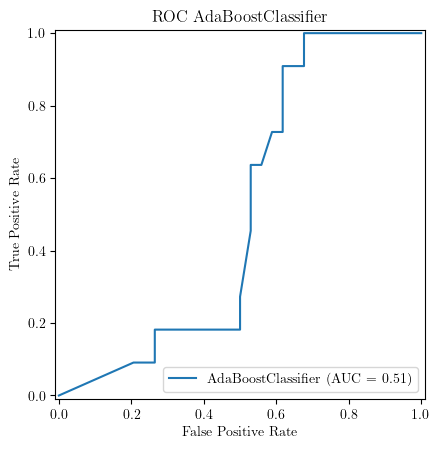 ROC AdaBoostClassifier
True Positive Rate
1.0
0.8
0.6
0.4
0.2
0.0
AdaBoostClassifier (AUC = 0.51)
0.0 0.2 0.4 0.6 0.8 1.0
False Positive Rate